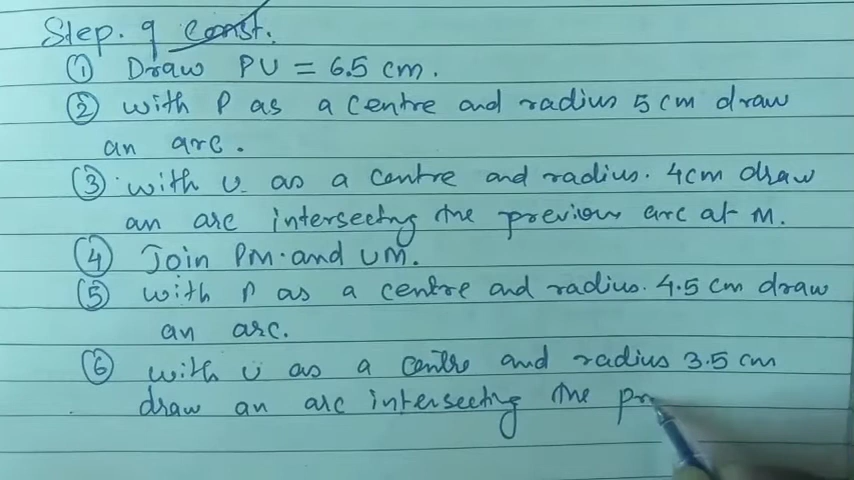 Step. of Const.
① Draw PU = 6.5 cm.
② with P as a centre and radius 5 cm draw
an arc.
③ with U as a centre and radius. 4cm draw
an arc intersecting the previous arc at M.
④ Join PM. and UM.
⑤ with P as a centre and radius. 4.5 cm draw
an arc.
⑥ with U as a centre and radius 3.5 cm
draw an arc intersecting the pr